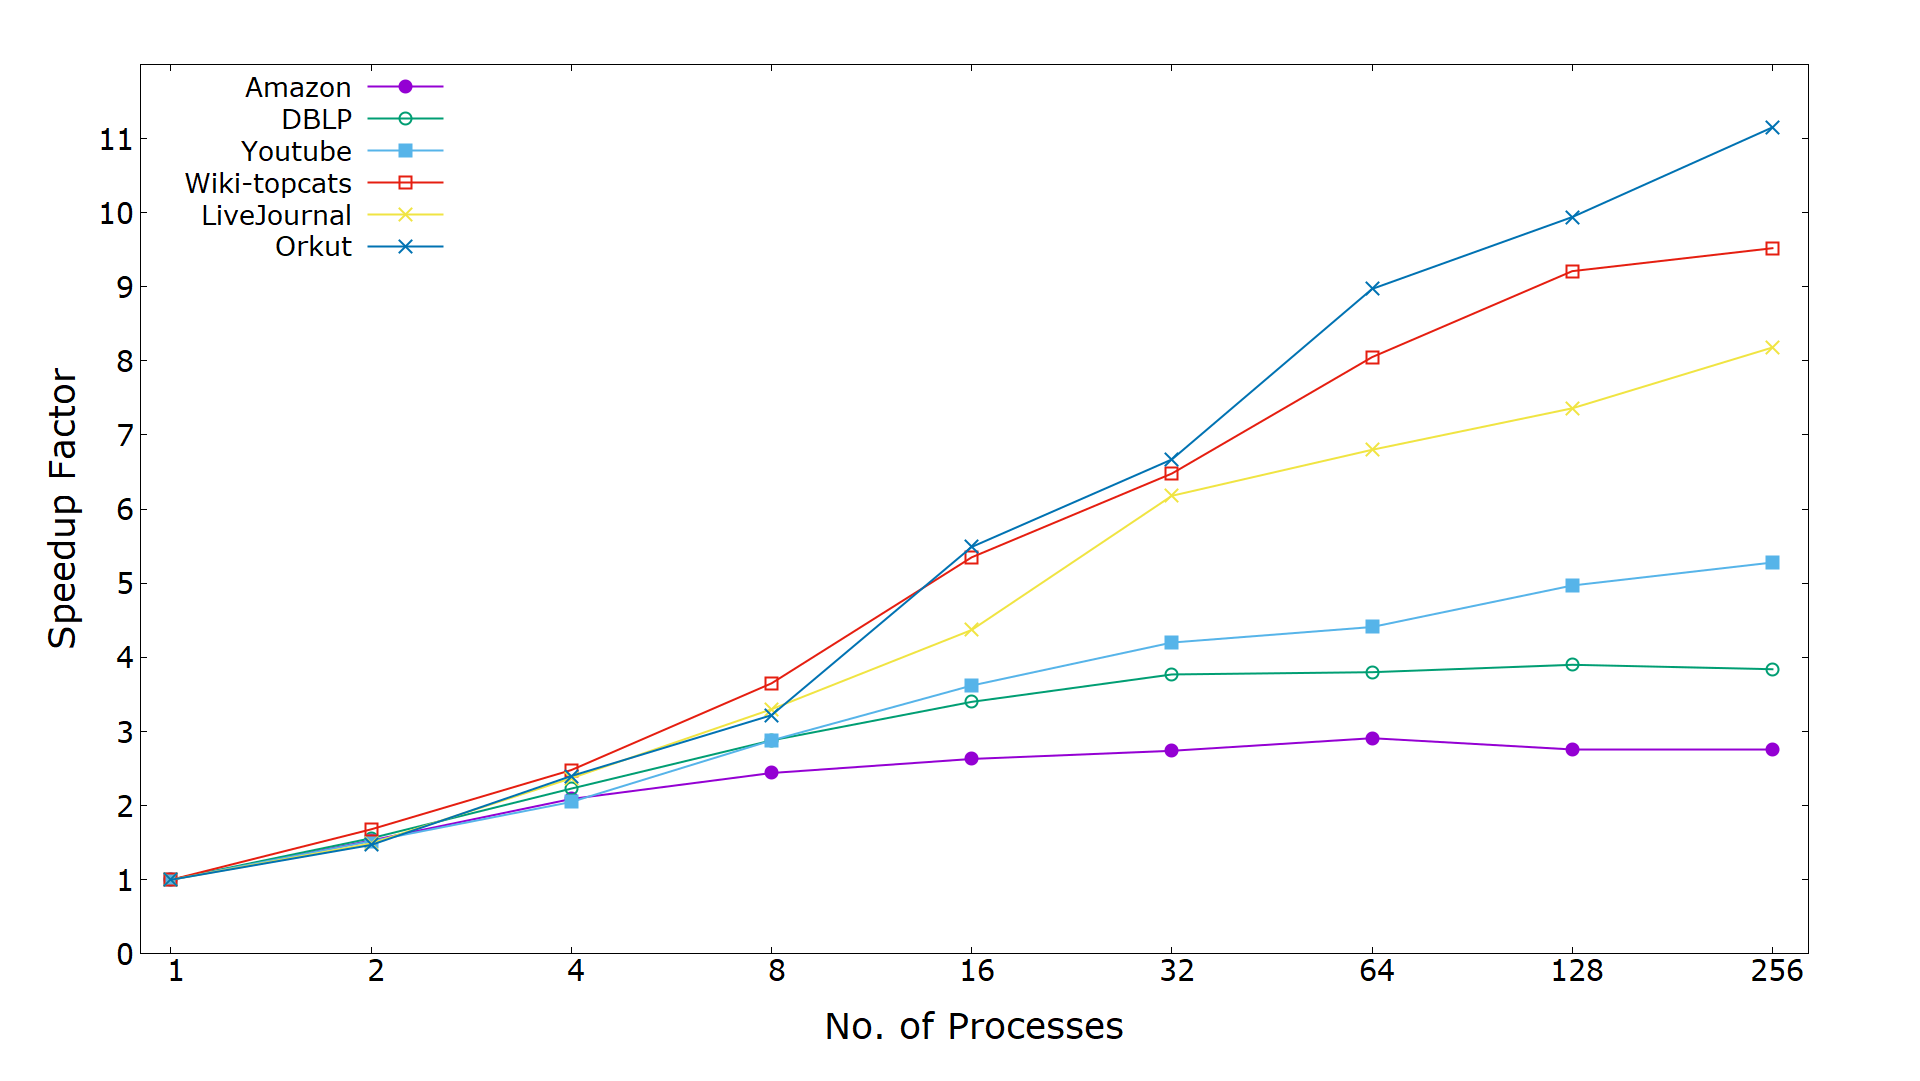 Amazon
DBLP
Youtube
Wiki-topcats
LiveJournal
Orkut
11
10
9
8
7
6
5
4
3
2
1
0
Speedup Factor
1 2 4 8 16 32 64 128 256
No. of Processes